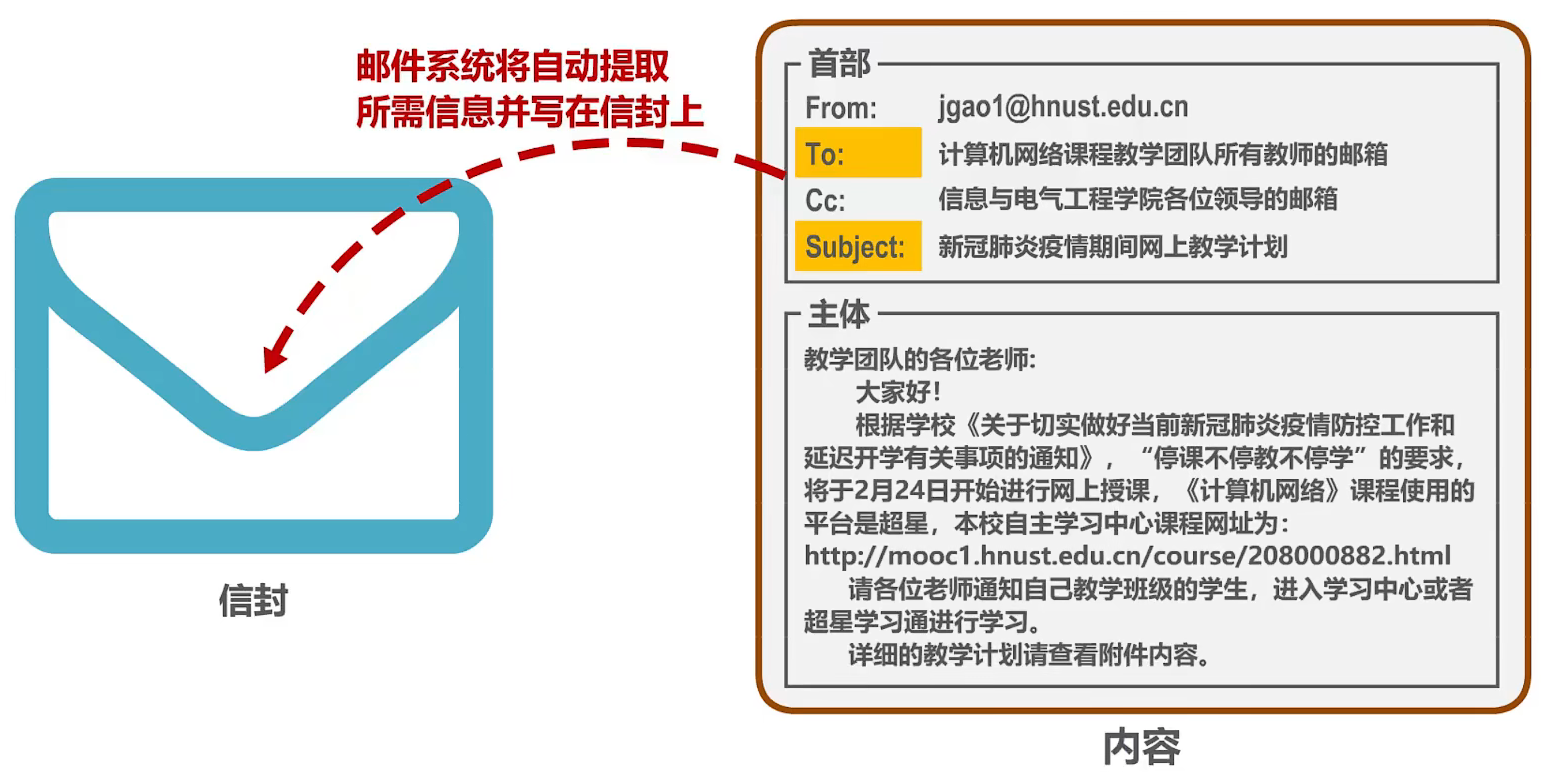 邮件系统将自动提取
所需信息并写在信封上
信封
首部
From: jgao1@hnust.edu.cn
To: 计算机网络课程教学团队所有教师的邮箱
Cc: 信息与电气工程学院各位领导的邮箱
Subject: 新冠肺炎疫情期间网上教学计划
主体
教学团队的各位老师:
大家好！
根据学校《关于切实做好当前新冠肺炎疫情防控工作和
延迟开学有关事项的通知》，“停课不停教不停学”的要求，
将于2月24日开始进行网上授课，《计算机网络》课程使用的
平台是超星，本校自主学习中心课程网址为：
http://mooc1.hnust.edu.cn/course/208000882.html
请各位老师通知自己教学班级的学生，进入学习中心或者
超星学习通进行学习。
详细的教学计划请查看附件内容。
内容